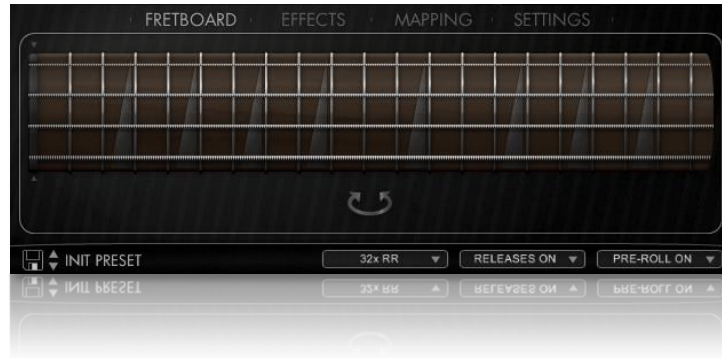 FRETBOARD EFFECTS MAPPING SETTINGS
INIT PRESET 32x RR RELEASES ON PRE-ROLL ON